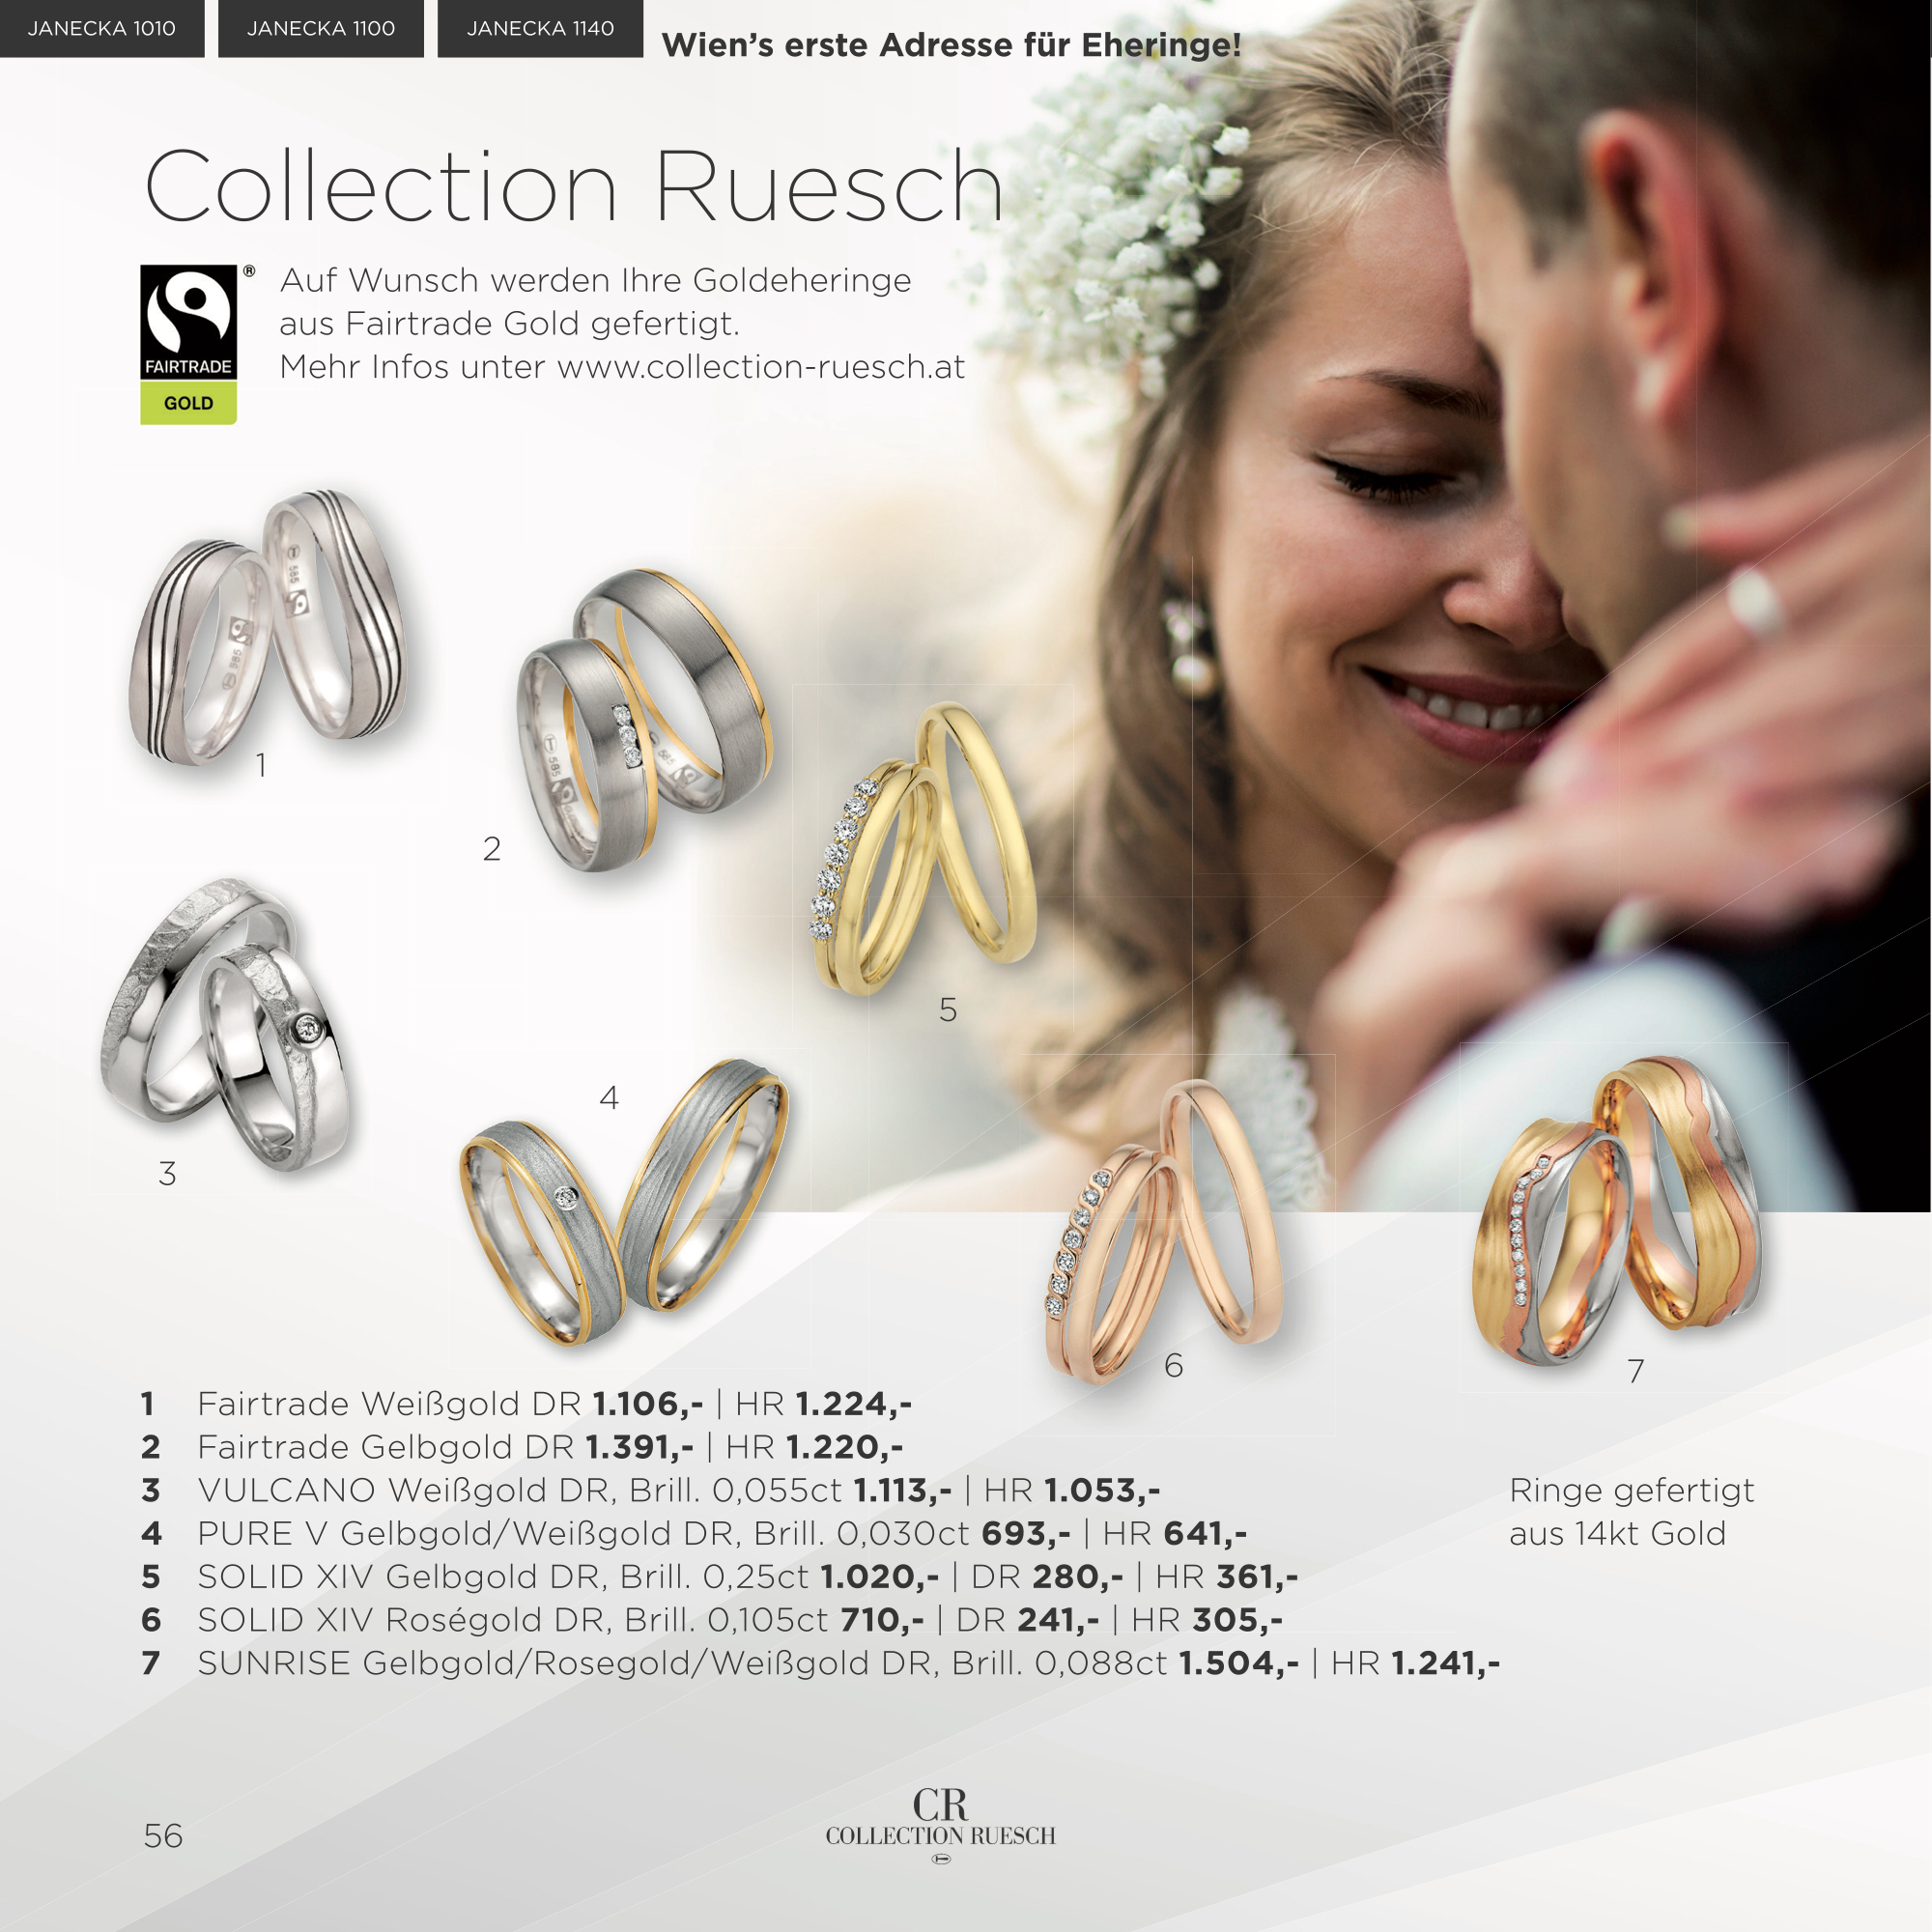 JANECKA 1010
JANECKA 1100
JANECKA 1140
Wien's erste Adresse für Eheringe!
Collection Ruesch
®
Auf Wunsch werden Ihre Goldeheringe
aus Fairtrade Gold gefertigt.
Mehr Infos unter www.collection-ruesch.at
FAIRTRADE
GOLD
585
585
1
585
585
2
5
4
3
6
7
1 Fairtrade Weißgold DR 1.106,- | HR 1.224,-
2 Fairtrade Gelbgold DR 1.391,- | HR 1.220,-
3 VULCANO Weißgold DR, Brill. 0,055ct 1.113,- | HR 1.053,-
4 PURE V Gelbgold/Weißgold DR, Brill. 0,030ct 693,- | HR 641,-
5 SOLID XIV Gelbgold DR, Brill. 0,25ct 1.020,- | DR 280,- | HR 361,-
6 SOLID XIV Roségold DR, Brill. 0,105ct 710,- | DR 241,- | HR 305,-
7 SUNRISE Gelbgold/Rosegold/Weißgold DR, Brill. 0,088ct 1.504,- | HR 1.241,-
Ringe gefertigt
aus 14kt Gold
56
CR
COLLECTION RUESCH